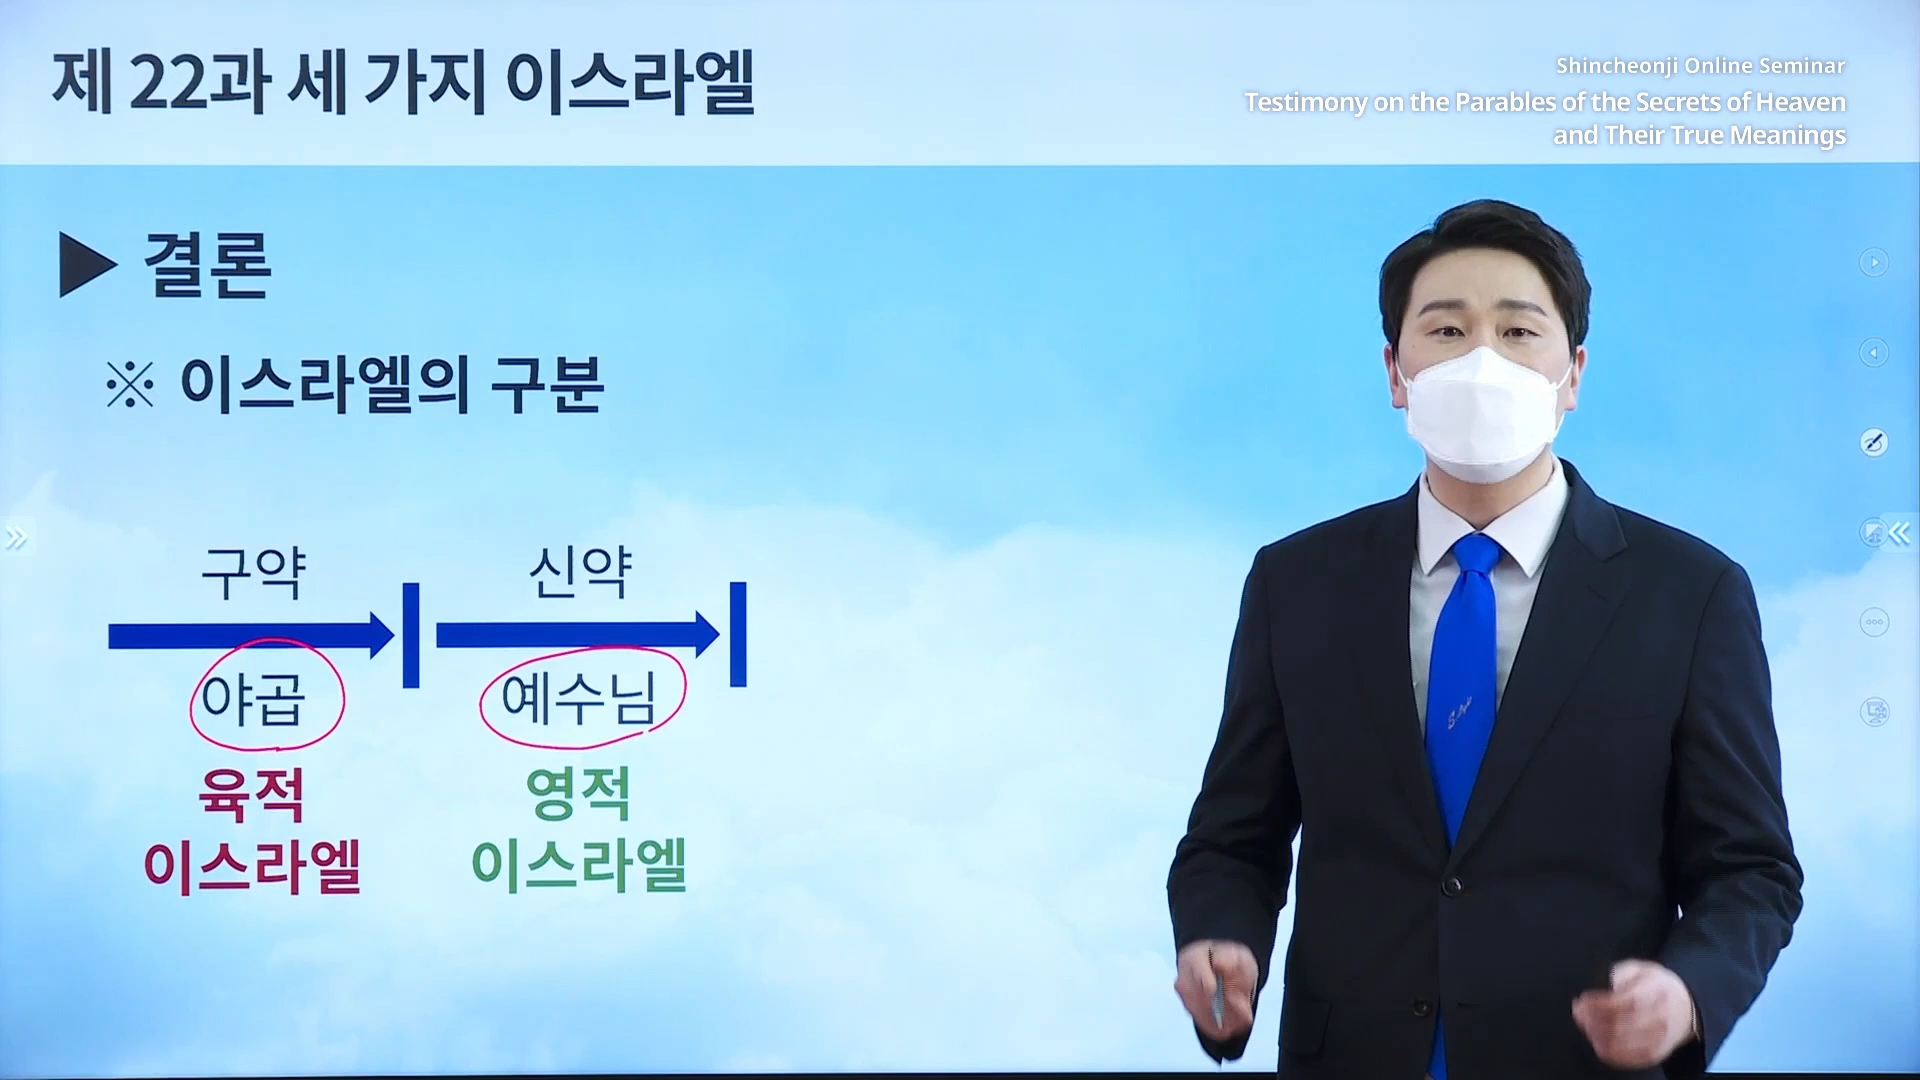 제 22과 세 가지 이스라엘
Shincheonji Online Seminar
Testimony on the Parables of the Secrets of Heaven
and Their True Meanings
▶ 결론
※ 이스라엘의 구분
구약
신약
야곱
예수님
육적
이스라엘
영적
이스라엘